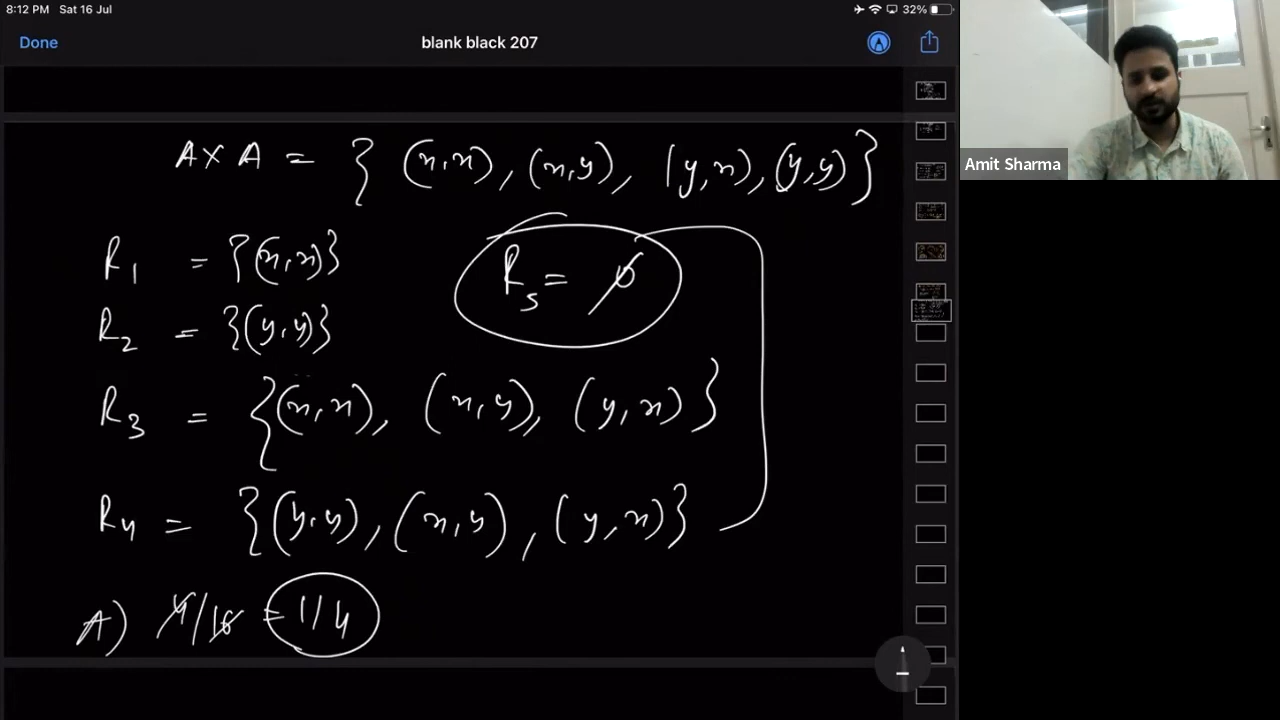 8:12 PM Sat 16 Jul
32%
Done
blank black 207
A X A = { (x,x), (x,y), (y,x), (y,y) }
R1 = {(x,x)}
R5 = ∅
R2 = {(y,y)}
R3 = {(x,x), (x,y), (y,x)}
R4 = {(y,y), (x,y), (y,x)}
A) 4/16 = 1/4
Amit Sharma